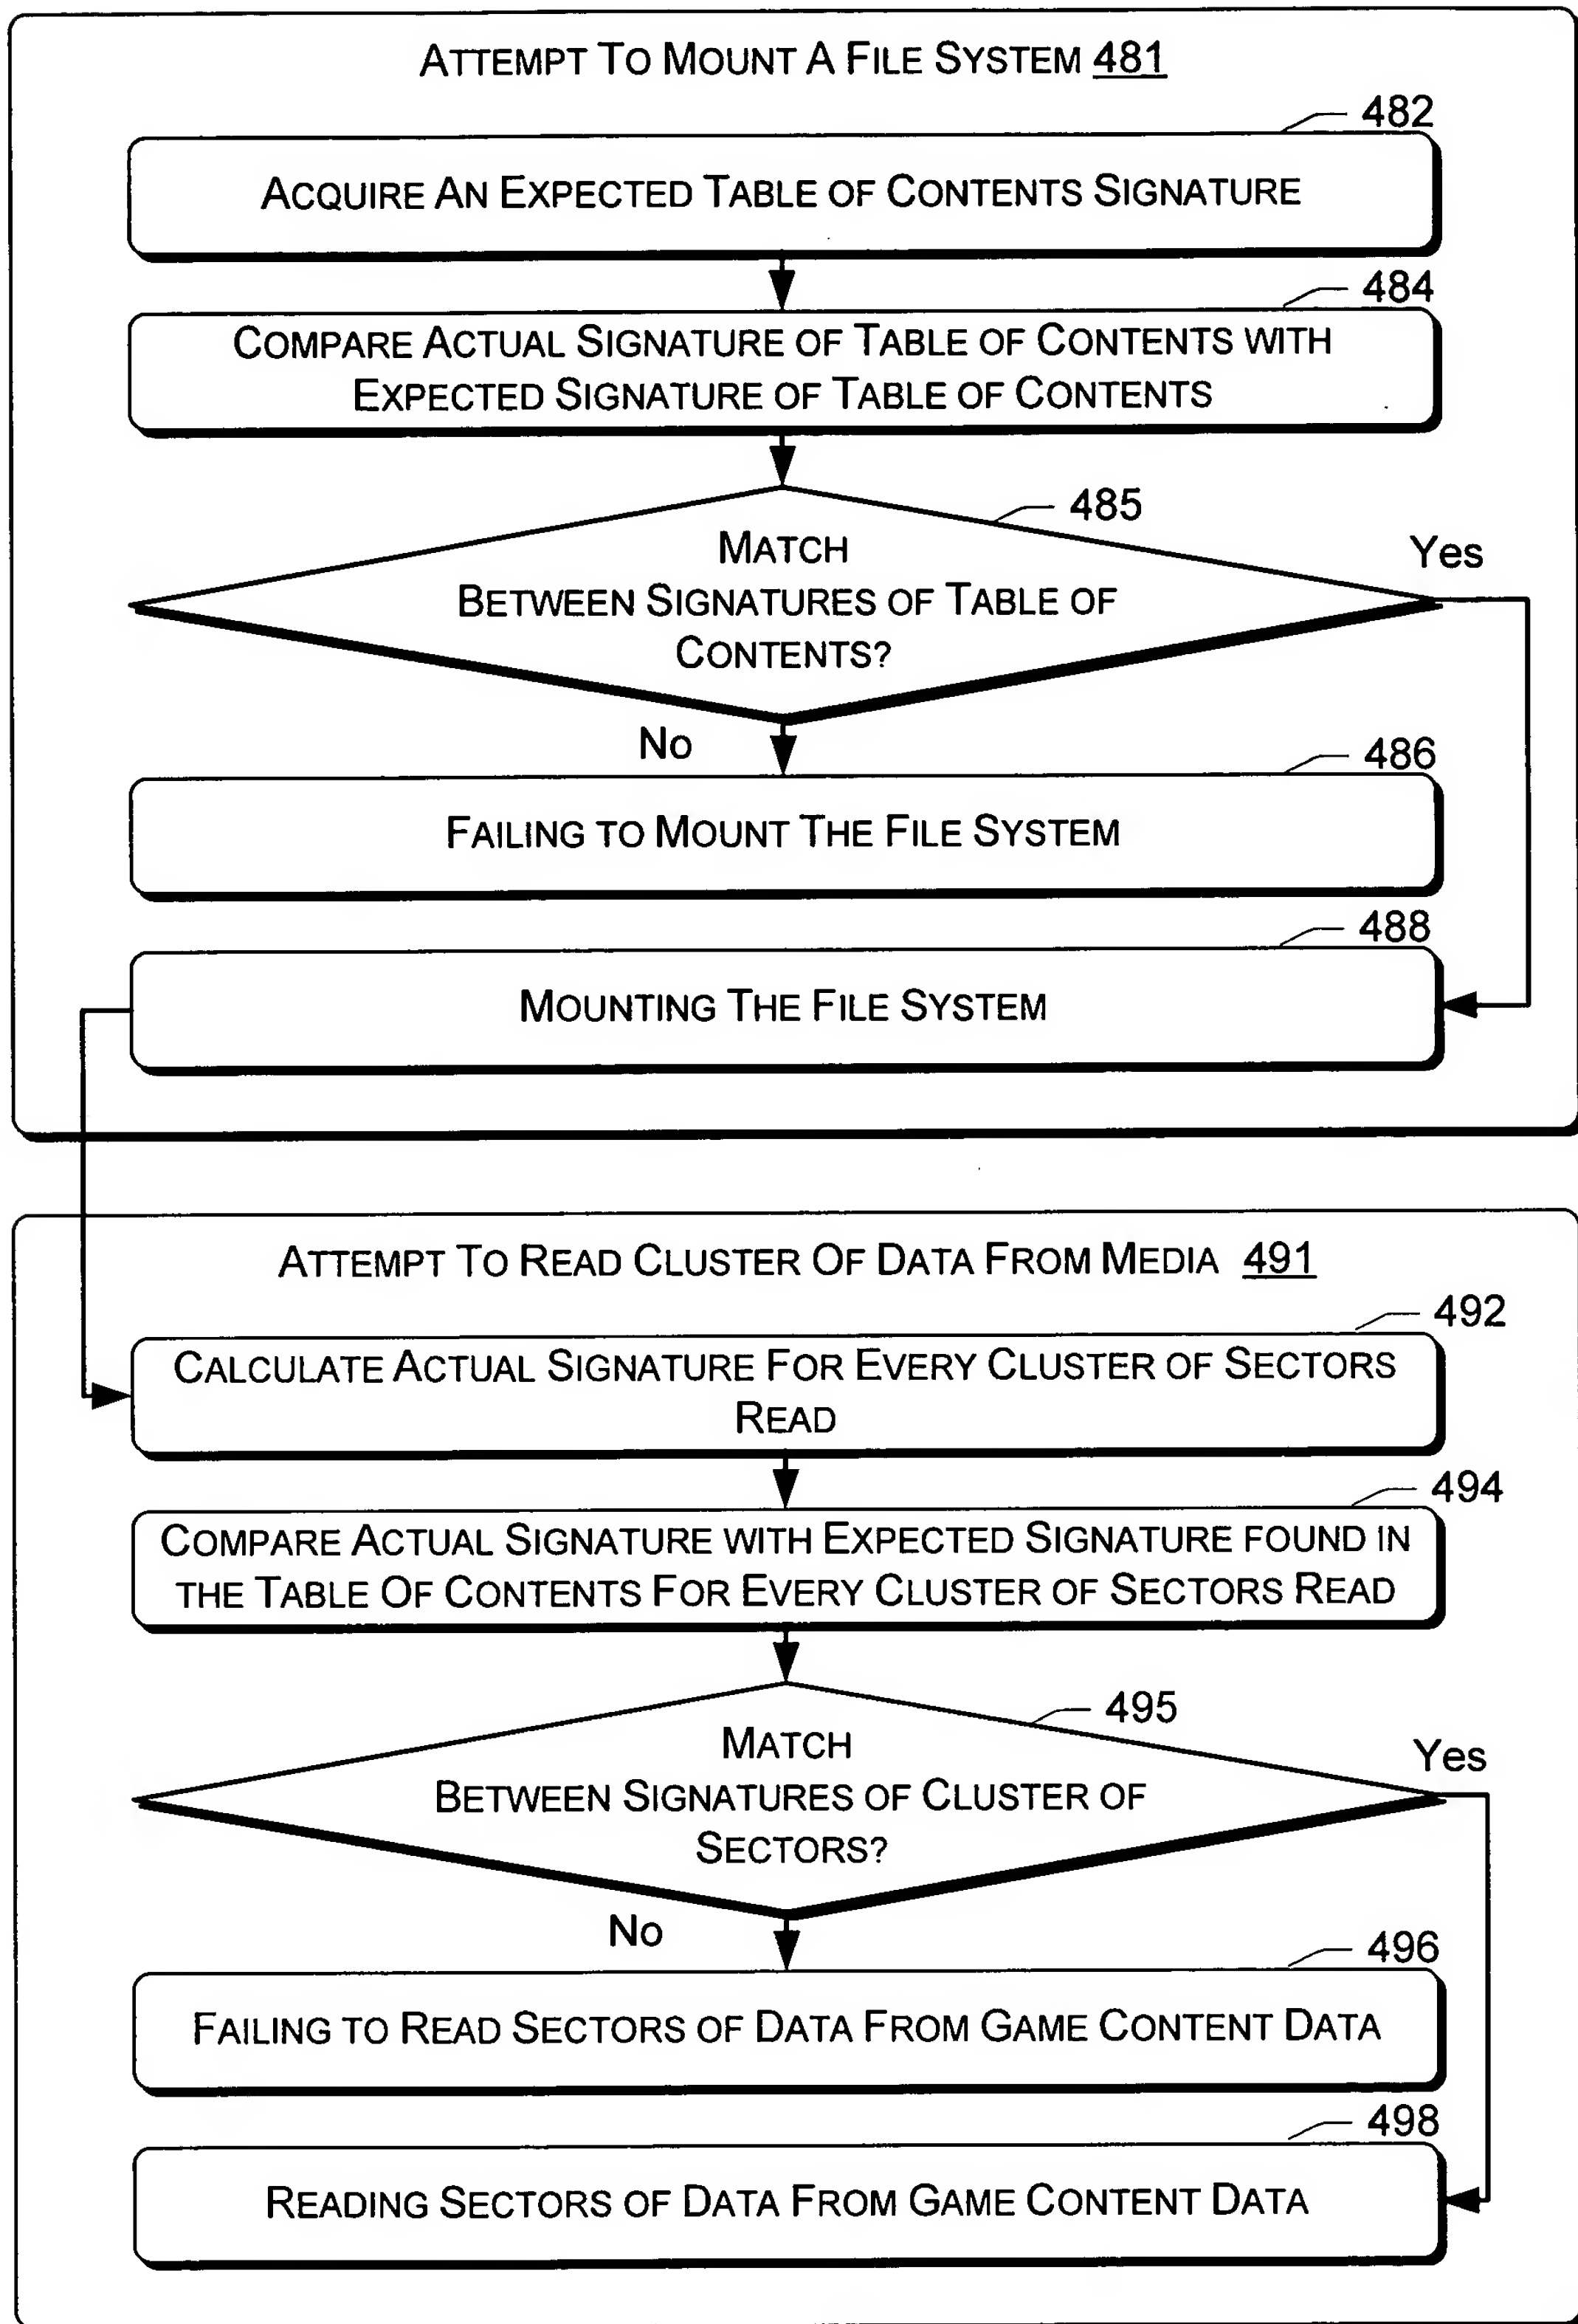 ATTEMPT TO MOUNT A FILE SYSTEM 481
482
ACQUIRE AN EXPECTED TABLE OF CONTENTS SIGNATURE
484
COMPARE ACTUAL SIGNATURE OF TABLE OF CONTENTS WITH
EXPECTED SIGNATURE OF TABLE OF CONTENTS
485
MATCH
Yes
BETWEEN SIGNATURES OF TABLE OF
CONTENTS?
No
486
FAILING TO MOUNT THE FILE SYSTEM
488
MOUNTING THE FILE SYSTEM
ATTEMPT TO READ CLUSTER OF DATA FROM MEDIA 491
492
CALCULATE ACTUAL SIGNATURE FOR EVERY CLUSTER OF SECTORS
READ
494
COMPARE ACTUAL SIGNATURE WITH EXPECTED SIGNATURE FOUND IN
THE TABLE OF CONTENTS FOR EVERY CLUSTER OF SECTORS READ
495
MATCH
Yes
BETWEEN SIGNATURES OF CLUSTER OF
SECTORS?
No
496
FAILING TO READ SECTORS OF DATA FROM GAME CONTENT DATA
498
READING SECTORS OF DATA FROM GAME CONTENT DATA